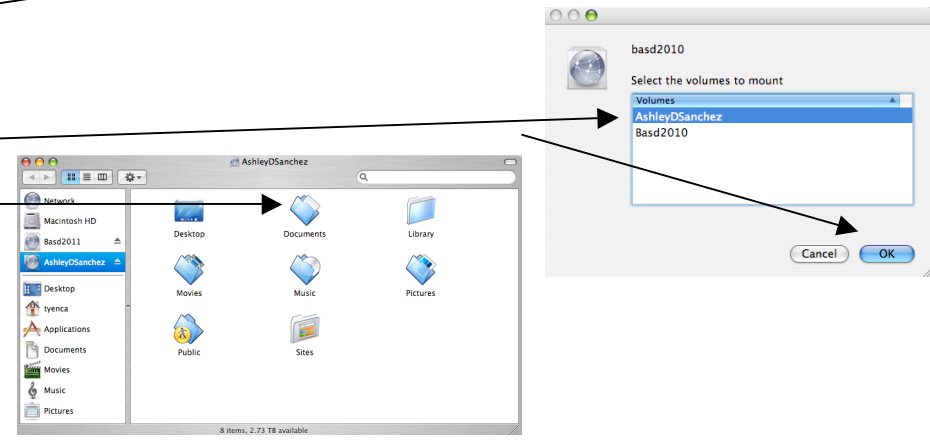 basd2010
Select the volumes to mount
Volumes
AshleyDSanchez
Basd2010
Cancel OK
AshleyDSanchez
Network
Macintosh HD
Basd2011
AshleyDSanchez
Desktop
tyenca
Applications
Documents
Movies
Music
Pictures
Desktop Documents Library
Movies Music Pictures
Public Sites
8 items, 2.73 TB available